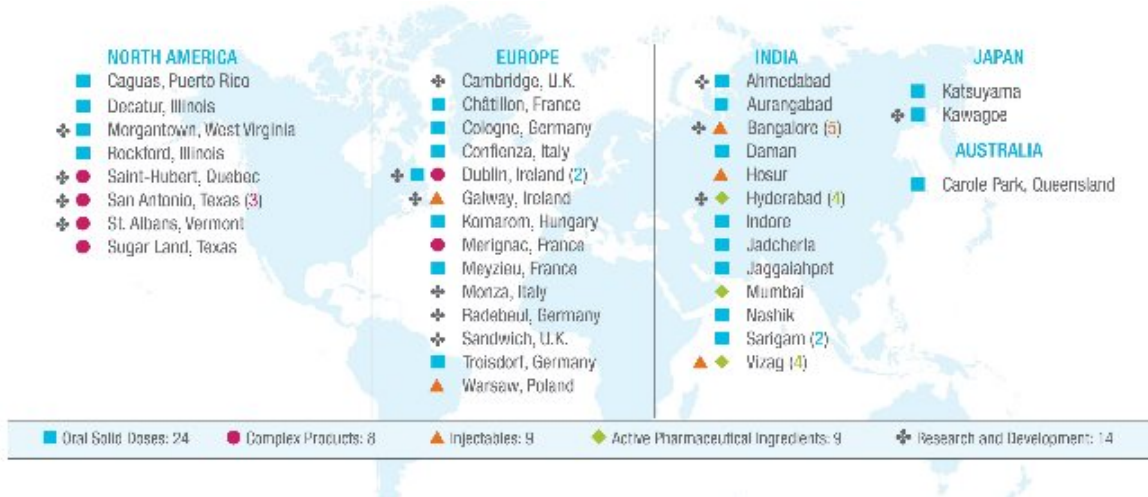 NORTH AMERICA
Caguas, Puerto Rico
Decatur, Illinois
Morgantown, West Virginia
Rockford, Illinois
Saint-Hubert, Quebec
San Antonio, Texas (3)
St. Albans, Vermont
Sugar Land, Texas
EUROPE
Cambridge, U.K.
Châtillon, France
Cologne, Germany
Confienza, Italy
Dublin, Ireland (2)
Galway, Ireland
Komarom, Hungary
Merignac, France
Meyzieu, France
Monza, Italy
Radebeul, Germany
Sandwich, U.K.
Troisdorf, Germany
Warsaw, Poland
INDIA
Ahmedabad
Aurangabad
Bangalore (5)
Daman
Hosur
Hyderabad (4)
Indore
Jadcherla
Jaggaiahpet
Mumbai
Nashik
Sarigam (2)
Vizag (4)
JAPAN
Katsuyama
Kawagoe
AUSTRALIA
Carole Park, Queensland
Oral Solid Doses: 24
Complex Products: 8
Injectables: 9
Active Pharmaceutical Ingredients: 9
Research and Development: 14